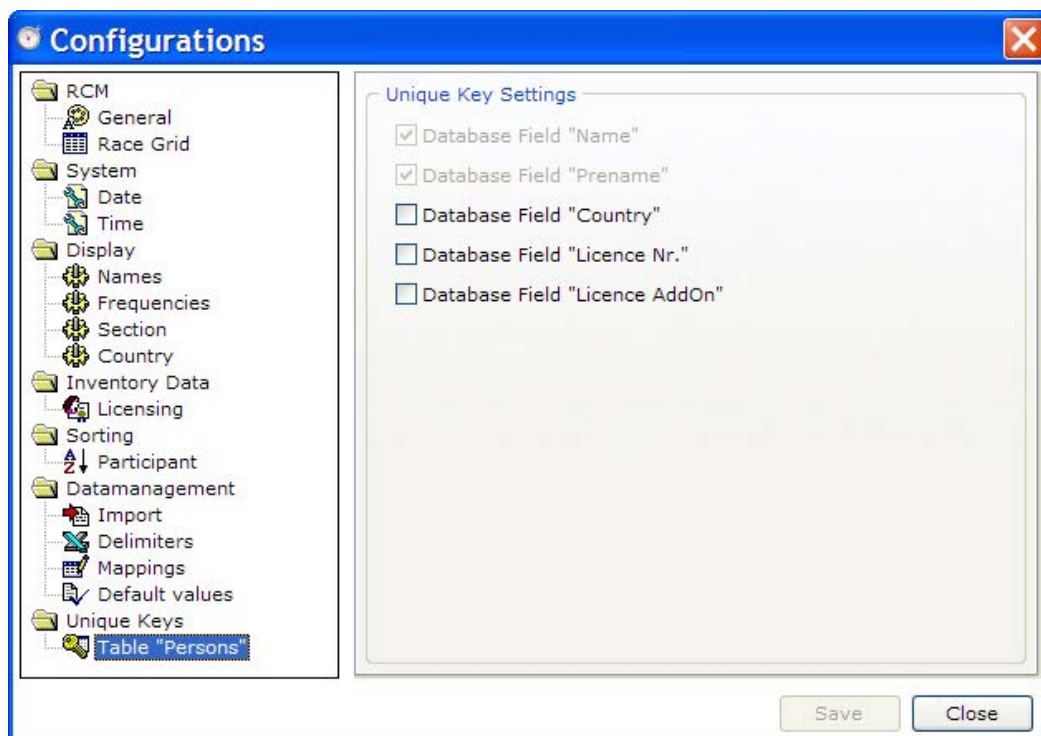 Configurations
RCM
General
Race Grid
System
Date
Time
Display
Names
Frequencies
Section
Country
Inventory Data
Licensing
Sorting
Participant
Datamanagement
Import
Delimiters
Mappings
Default values
Unique Keys
Table "Persons"
Unique Key Settings
Database Field "Name"
Database Field "Prename"
Database Field "Country"
Database Field "Licence Nr."
Database Field "Licence AddOn"
Save
Close